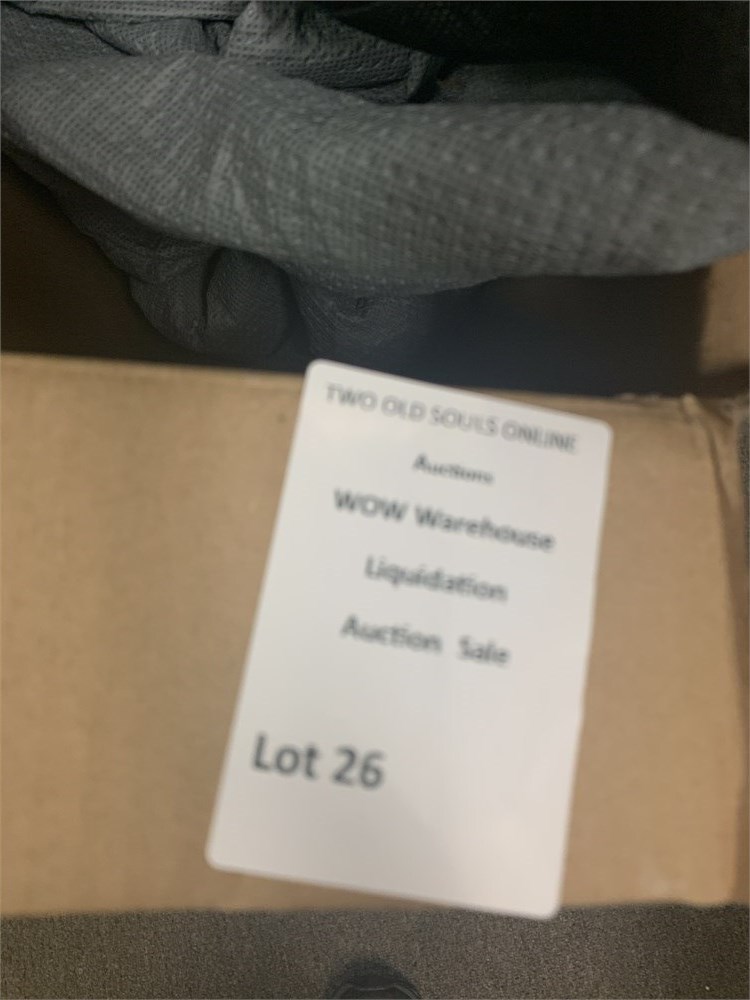 TWO OLD SOULS ONLINE
Auctions
WOW Warehouse
Liquidation
Auction Sale
Lot 26